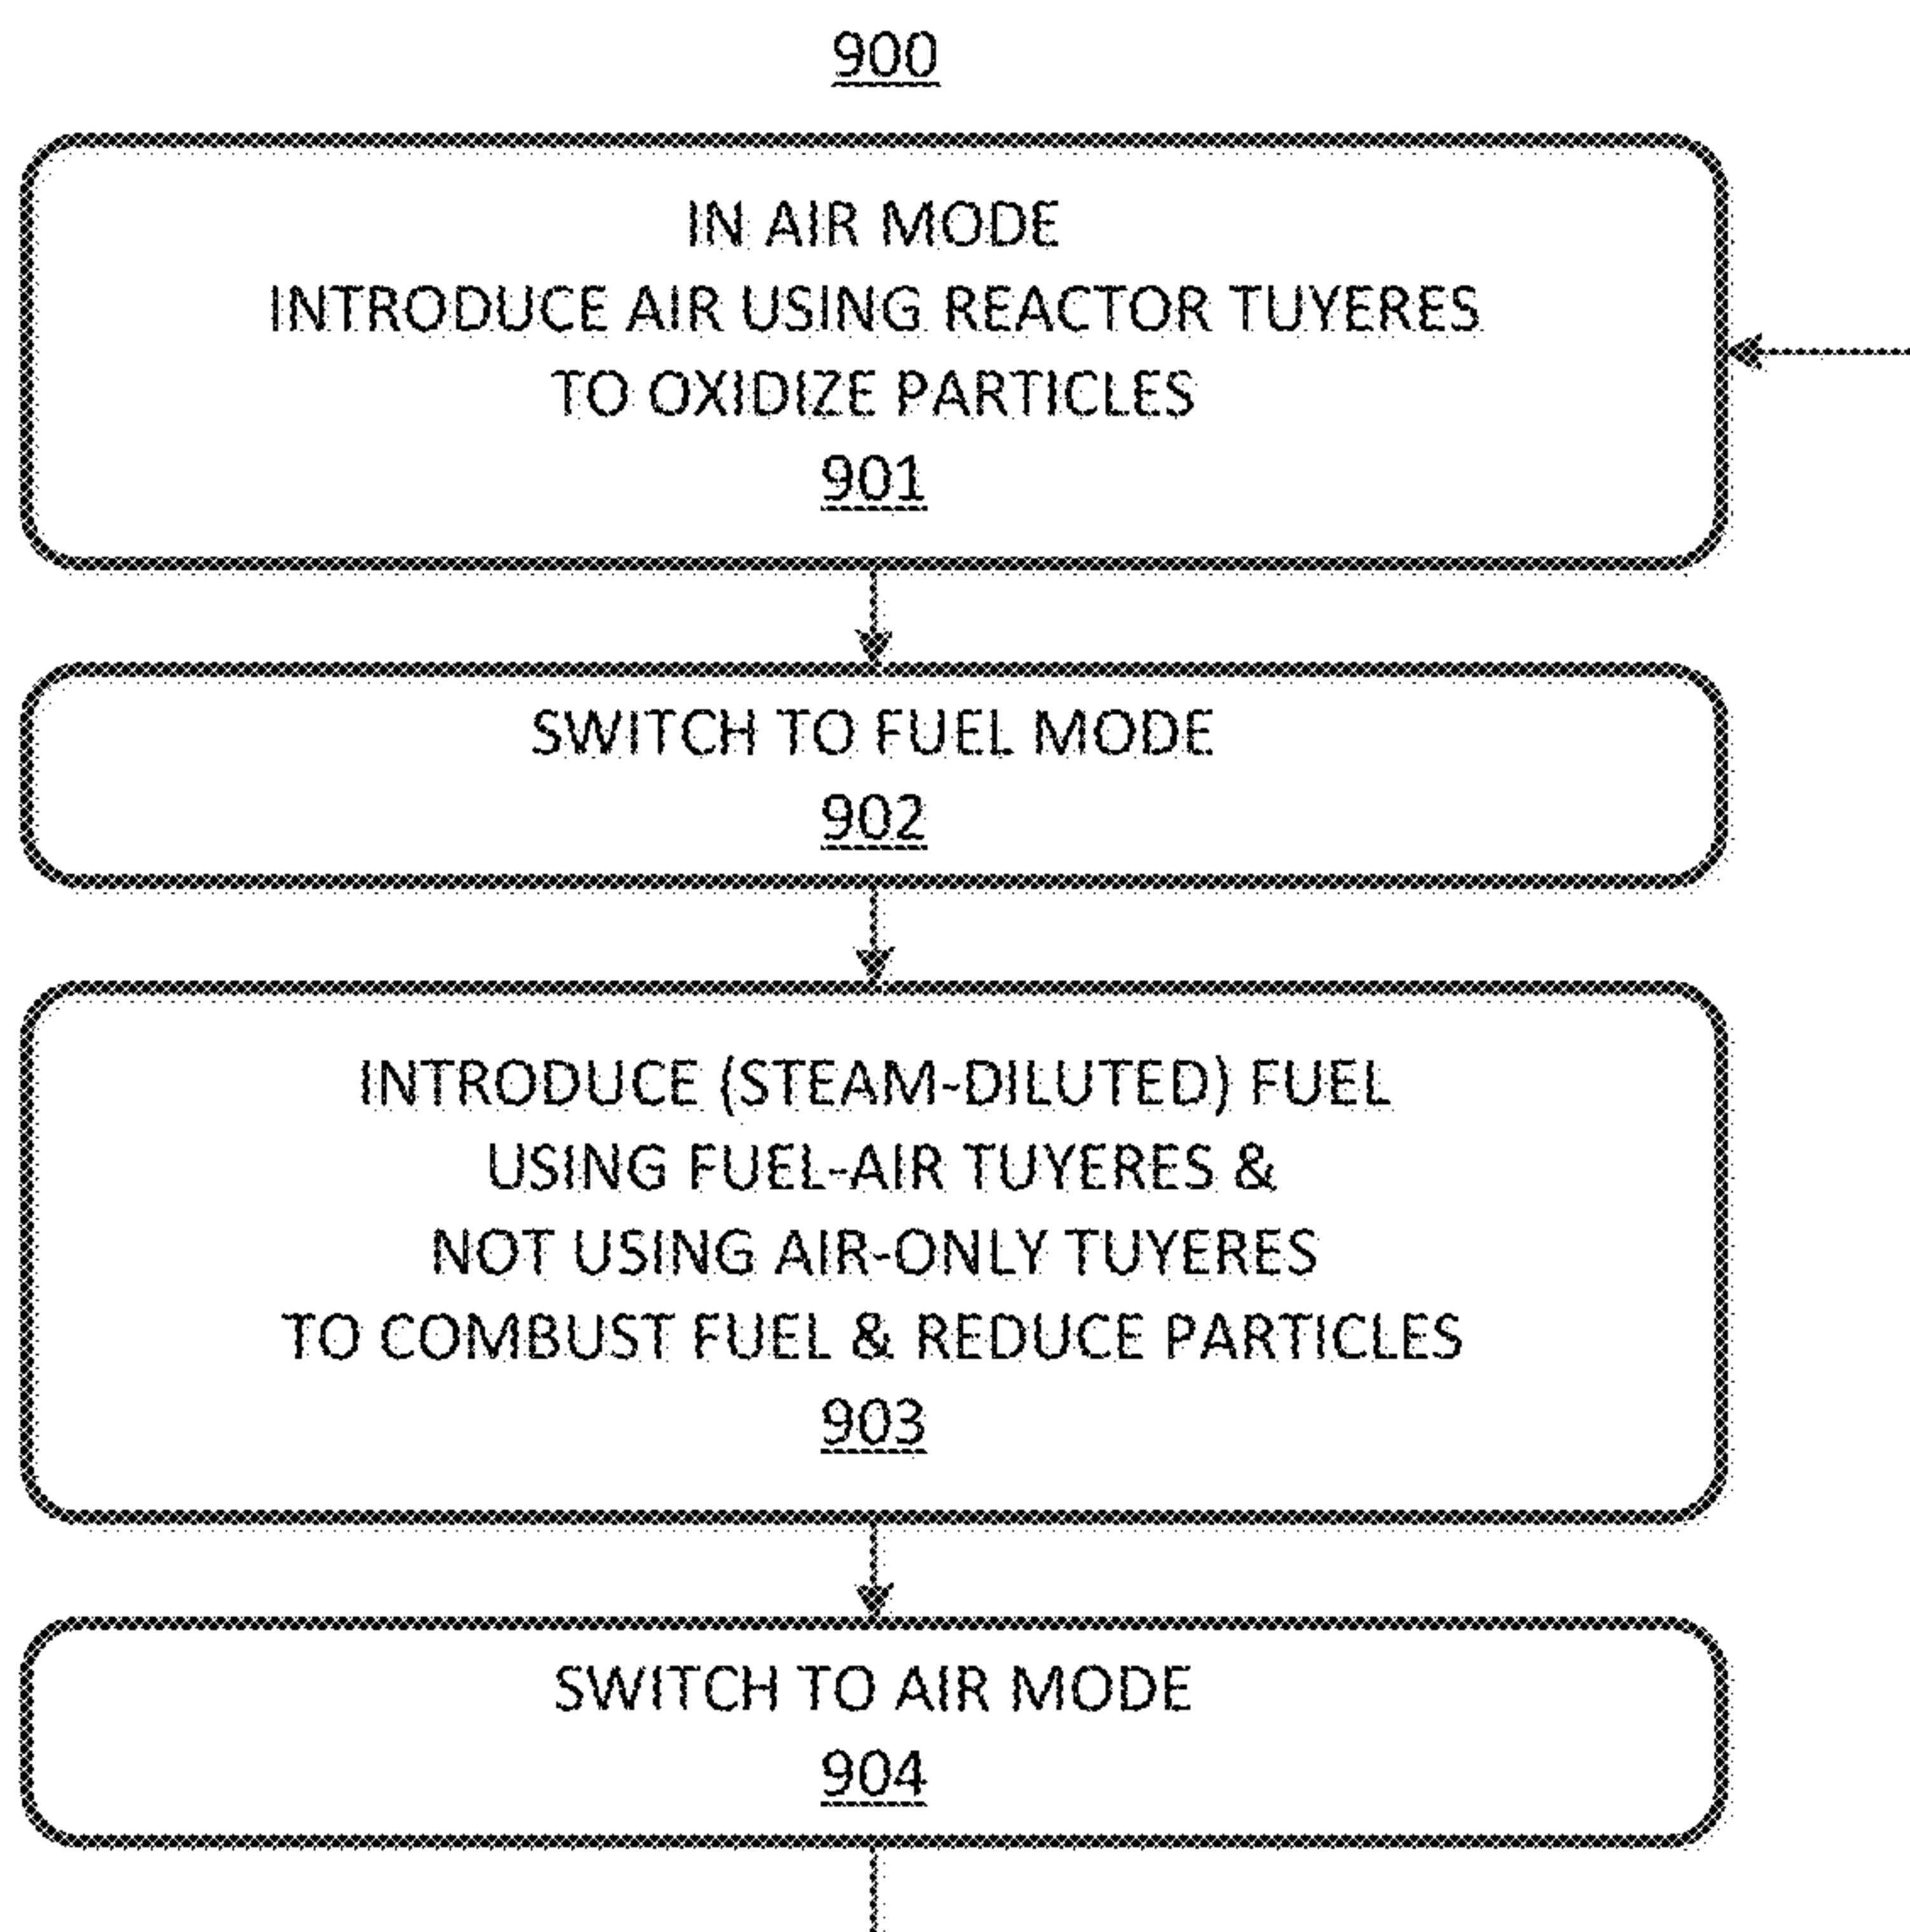 900
IN AIR MODE
INTRODUCE AIR USING REACTOR TUYERES
TO OXIDIZE PARTICLES
901
SWITCH TO FUEL MODE
902
INTRODUCE (STEAM-DILUTED) FUEL
USING FUEL-AIR TUYERES &
NOT USING AIR-ONLY TUYERES
TO COMBUST FUEL & REDUCE PARTICLES
903
SWITCH TO AIR MODE
904